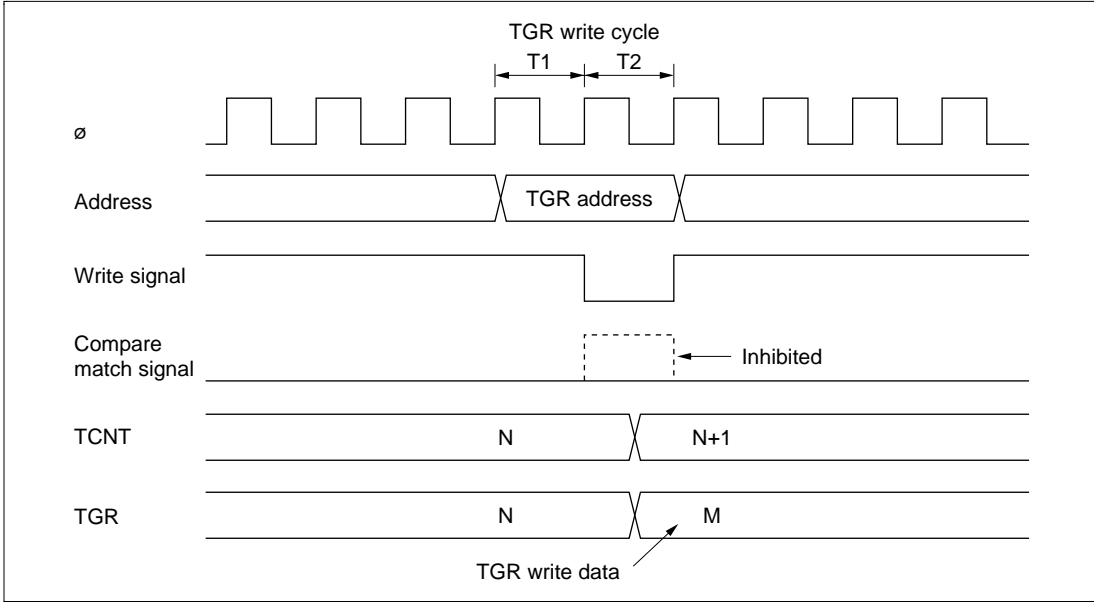 TGR write cycle
T1 T2
ø
Address TGR address
Write signal
Compare
match signal Inhibited
TCNT N N+1
TGR N M
TGR write data